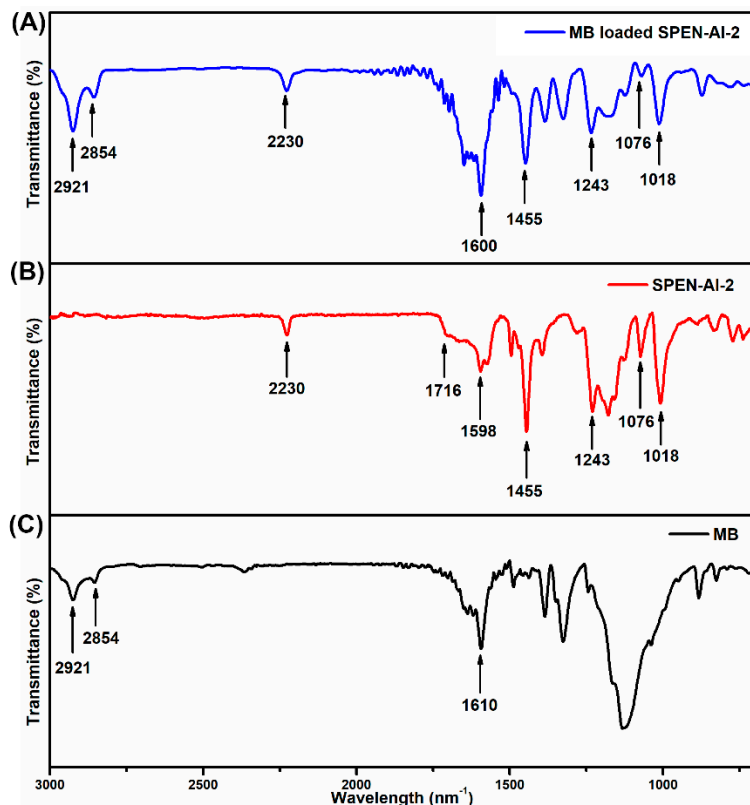 (A)
MB loaded SPEN-Al-2
Transmittance (%)
2921
2854
2230
1600
1455
1243
1076
1018
(B)
SPEN-Al-2
Transmittance (%)
2230
1716
1598
1455
1243
1076
1018
(C)
MB
Transmittance (%)
2921
2854
1610
3000 2500 2000 1500 1000
Wavelength (nm⁻¹)